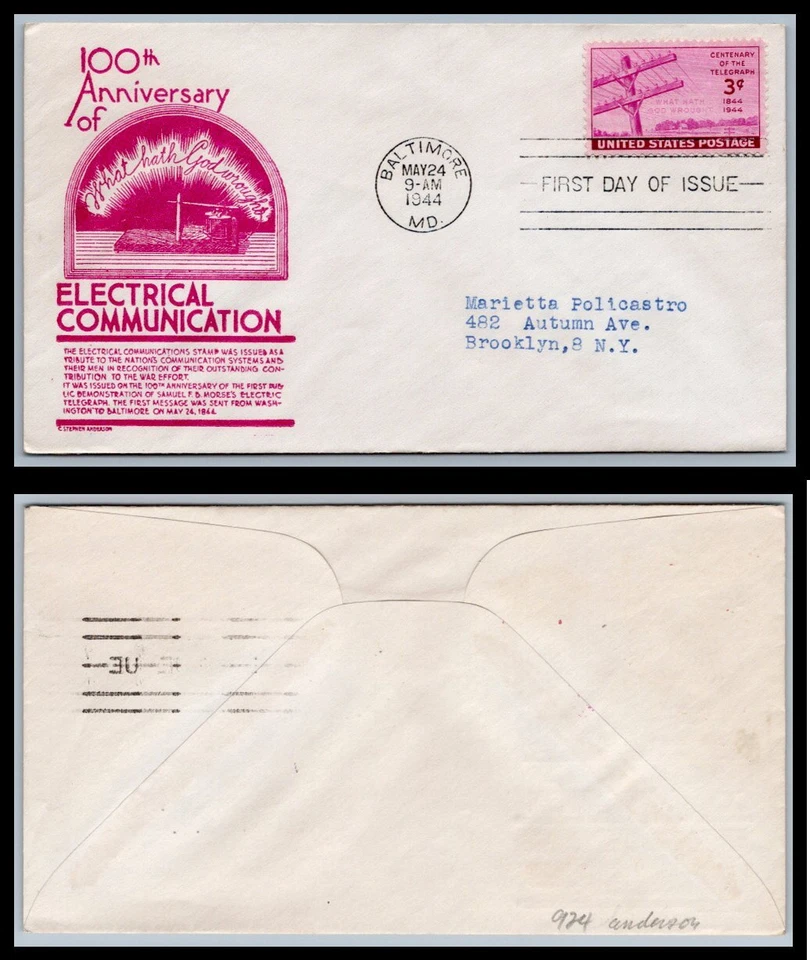 100th
Anniversary
of
What hath God wrought
ELECTRICAL
COMMUNICATION
THE ELECTRICAL COMMUNICATIONS STAMP WAS ISSUED AS A
TRIBUTE TO THE NATION'S COMMUNICATION SYSTEMS AND
THEIR MEN IN RECOGNITION OF THEIR OUTSTANDING CON-
TRIBUTION TO THE WAR EFFORT.
IT WAS ISSUED ON THE 100TH ANNIVERSARY OF THE FIRST PUB-
LIC DEMONSTRATION OF SAMUEL F. B. MORSE'S ELECTRIC
TELEGRAPH. THE FIRST MESSAGE WAS SENT FROM WASH-
INGTON TO BALTIMORE ON MAY 24, 1844.
C. STEPHEN ANDERSON
BALTIMORE
MAY 24
9-AM
1944
MD.
CENTENARY
OF THE
TELEGRAPH
3¢
WHAT HATH
GOD WROUGHT
1844
1944
UNITED STATES POSTAGE
FIRST DAY OF ISSUE
Marietta Policastro
482  Autumn Ave.
Brooklyn,8 N.Y.
UE
924 anderson